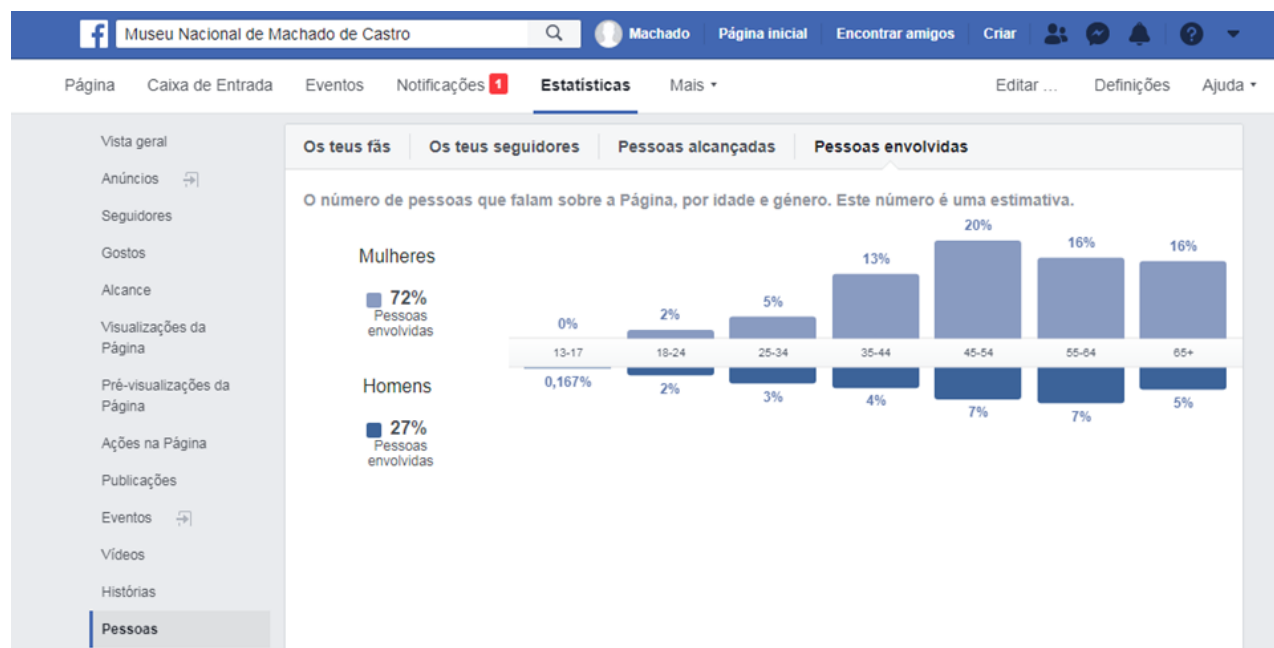 f Museu Nacional de Machado de Castro Machado Página inicial Encontrar amigos Criar
Página Caixa de Entrada Eventos Notificações 1 Estatísticas Mais Editar ... Definições Ajuda
Vista geral
Anúncios
Seguidores
Gostos
Alcance
Visualizações da
Página
Pré-visualizações da
Página
Ações na Página
Publicações
Eventos
Vídeos
Histórias
Pessoas
Os teus fãs Os teus seguidores Pessoas alcançadas Pessoas envolvidas
O número de pessoas que falam sobre a Página, por idade e género. Este número é uma estimativa.
Mulheres
72%
Pessoas
envolvidas
0% 2% 5% 13% 20% 16% 16%
13-17 18-24 25-34 35-44 45-54 55-64 65+
Homens
27%
Pessoas
envolvidas
0,167% 2% 3% 4% 7% 7% 5%